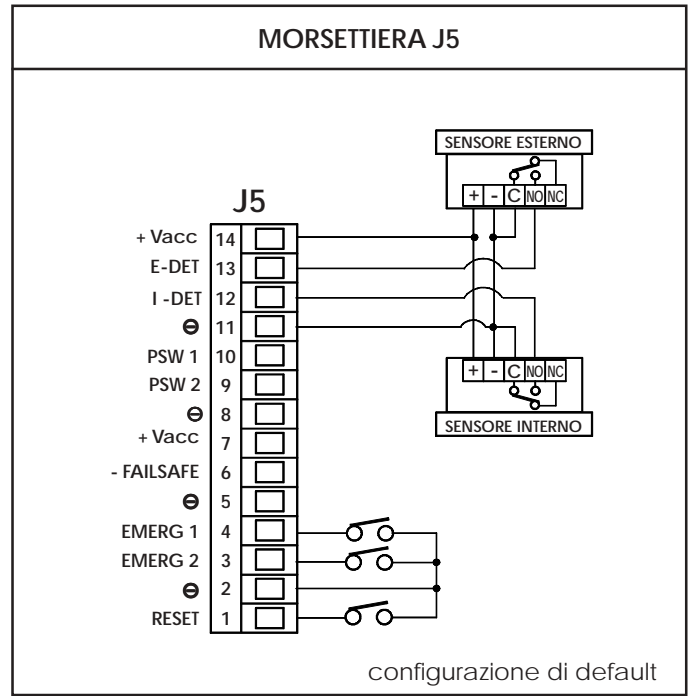 MORSETTIERA J5
SENSORE ESTERNO
+ - C NO NC
J5
+ Vacc 14
E-DET 13
I -DET 12
⊖ 11
PSW 1 10
PSW 2 9
⊖ 8
+ Vacc 7
- FAILSAFE 6
⊖ 5
EMERG 1 4
EMERG 2 3
⊖ 2
RESET 1
+ - C NO NC
SENSORE INTERNO
configurazione di default